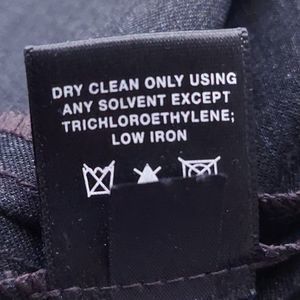 DRY CLEAN ONLY USING
ANY SOLVENT EXCEPT
TRICHLOROETHYLENE;
LOW IRON